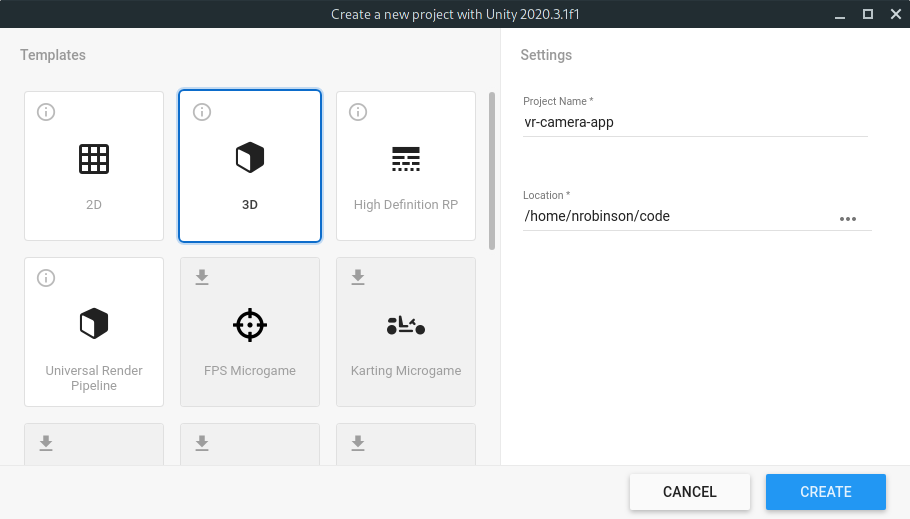 Create a new project with Unity 2020.3.1f1
Templates
2D
3D
High Definition RP
Universal Render
Pipeline
FPS Microgame
Karting Microgame
Settings
Project Name *
vr-camera-app
Location *
/home/nrobinson/code
CANCEL
CREATE